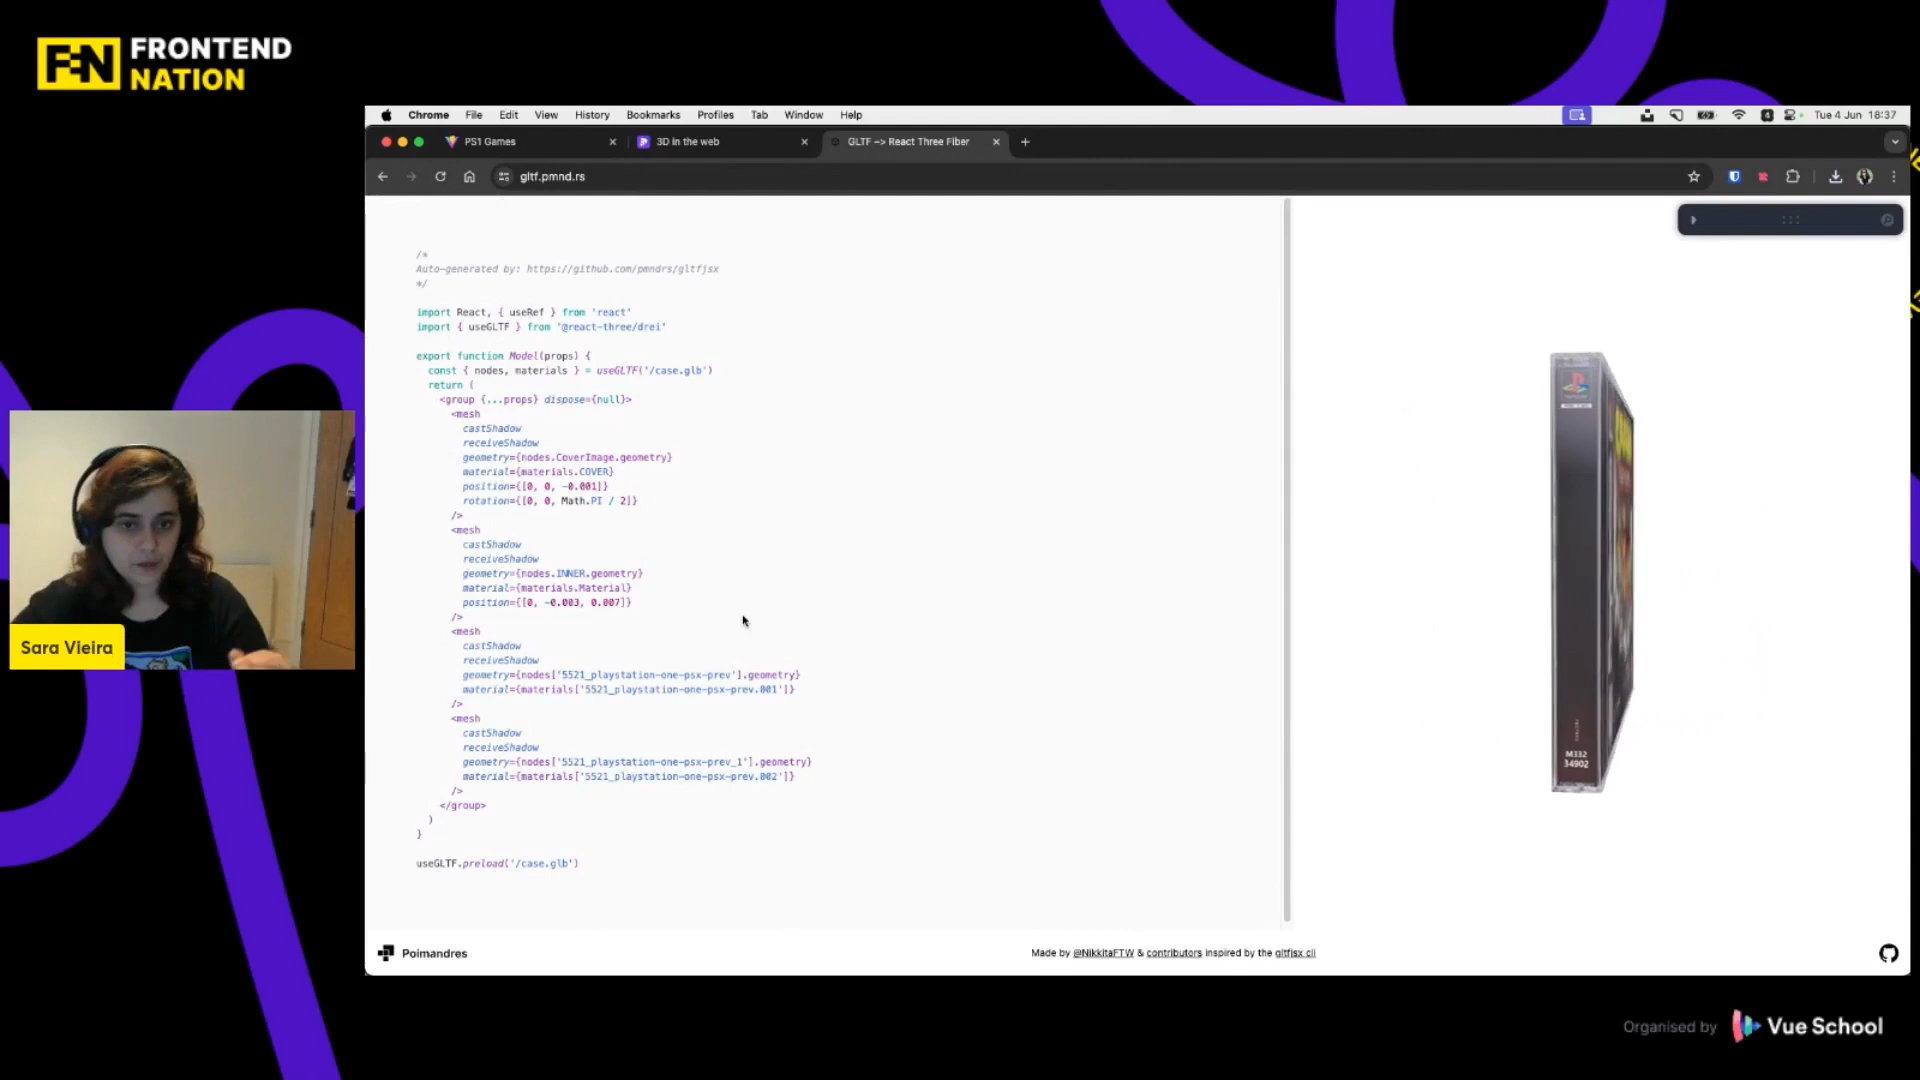 FEN FRONTEND
NATION
Chrome File Edit View History Bookmarks Profiles Tab Window Help Tue 4 Jun 18:37
PS1 Games 3D in the web GLTF -> React Three Fiber
gltf.pmnd.rs
/*
Auto-generated by: https://github.com/pmndrs/gltfjsx
*/
import React, { useRef } from 'react'
import { useGLTF } from '@react-three/drei'
export function Model(props) {
const { nodes, materials } = useGLTF('/case.glb')
return (
<group {...props} dispose={null}>
<mesh
castShadow
receiveShadow
geometry={nodes.CoverImage.geometry}
material={materials.COVER}
position={[0, 0, -0.001]}
rotation={[0, 0, Math.PI / 2]}
/>
<mesh
castShadow
receiveShadow
geometry={nodes.INNER.geometry}
material={materials.Material}
position={[0, -0.003, 0.007]}
/>
<mesh
castShadow
receiveShadow
geometry={nodes['5521_playstation-one-psx-prev'].geometry}
material={materials['5521_playstation-one-psx-prev.001']}
/>
<mesh
castShadow
receiveShadow
geometry={nodes['5521_playstation-one-psx-prev_1'].geometry}
material={materials['5521_playstation-one-psx-prev.002']}
/>
</group>
)
}
useGLTF.preload('/case.glb')
M332
34902
Sara Vieira
Poimandres
Made by @NikkitaFTW & contributors inspired by the gltfjsx cli
Organised by Vue School